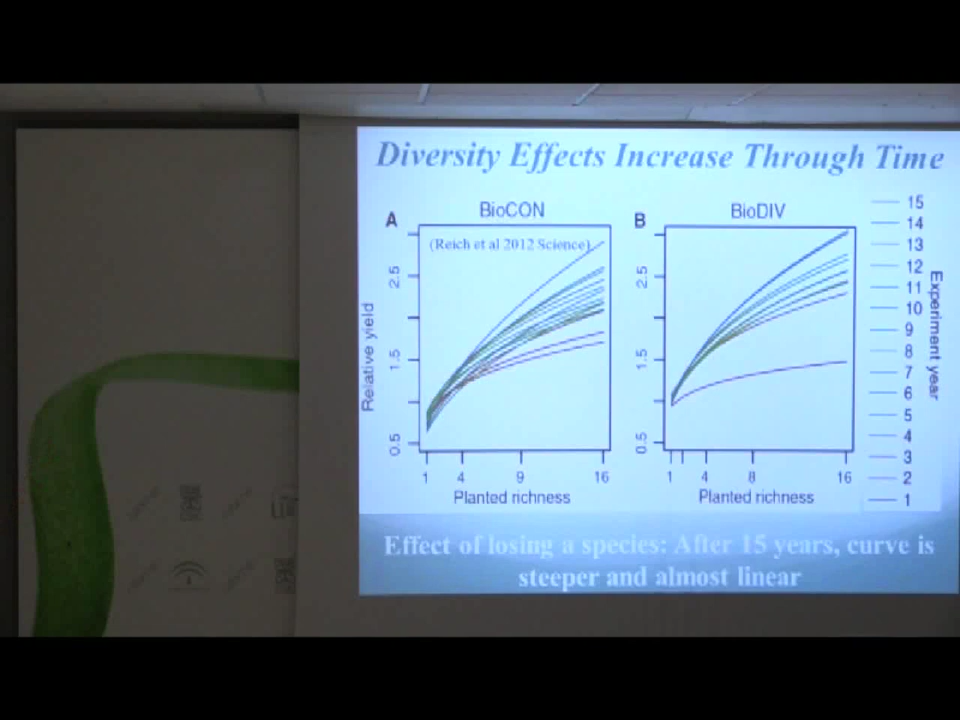 Diversity Effects Increase Through Time
A
BioCON
(Reich et al 2012 Science)
Relative yield
2.5
1.5
0.5
1 4 9 16
Planted richness
B
BioDIV
2.5
1.5
0.5
1 4 8 16
Planted richness
15
14
13
12
11
10
9
8
7
6
5
4
3
2
1
Experiment year
Effect of losing a species: After 15 years, curve is
steeper and almost linear